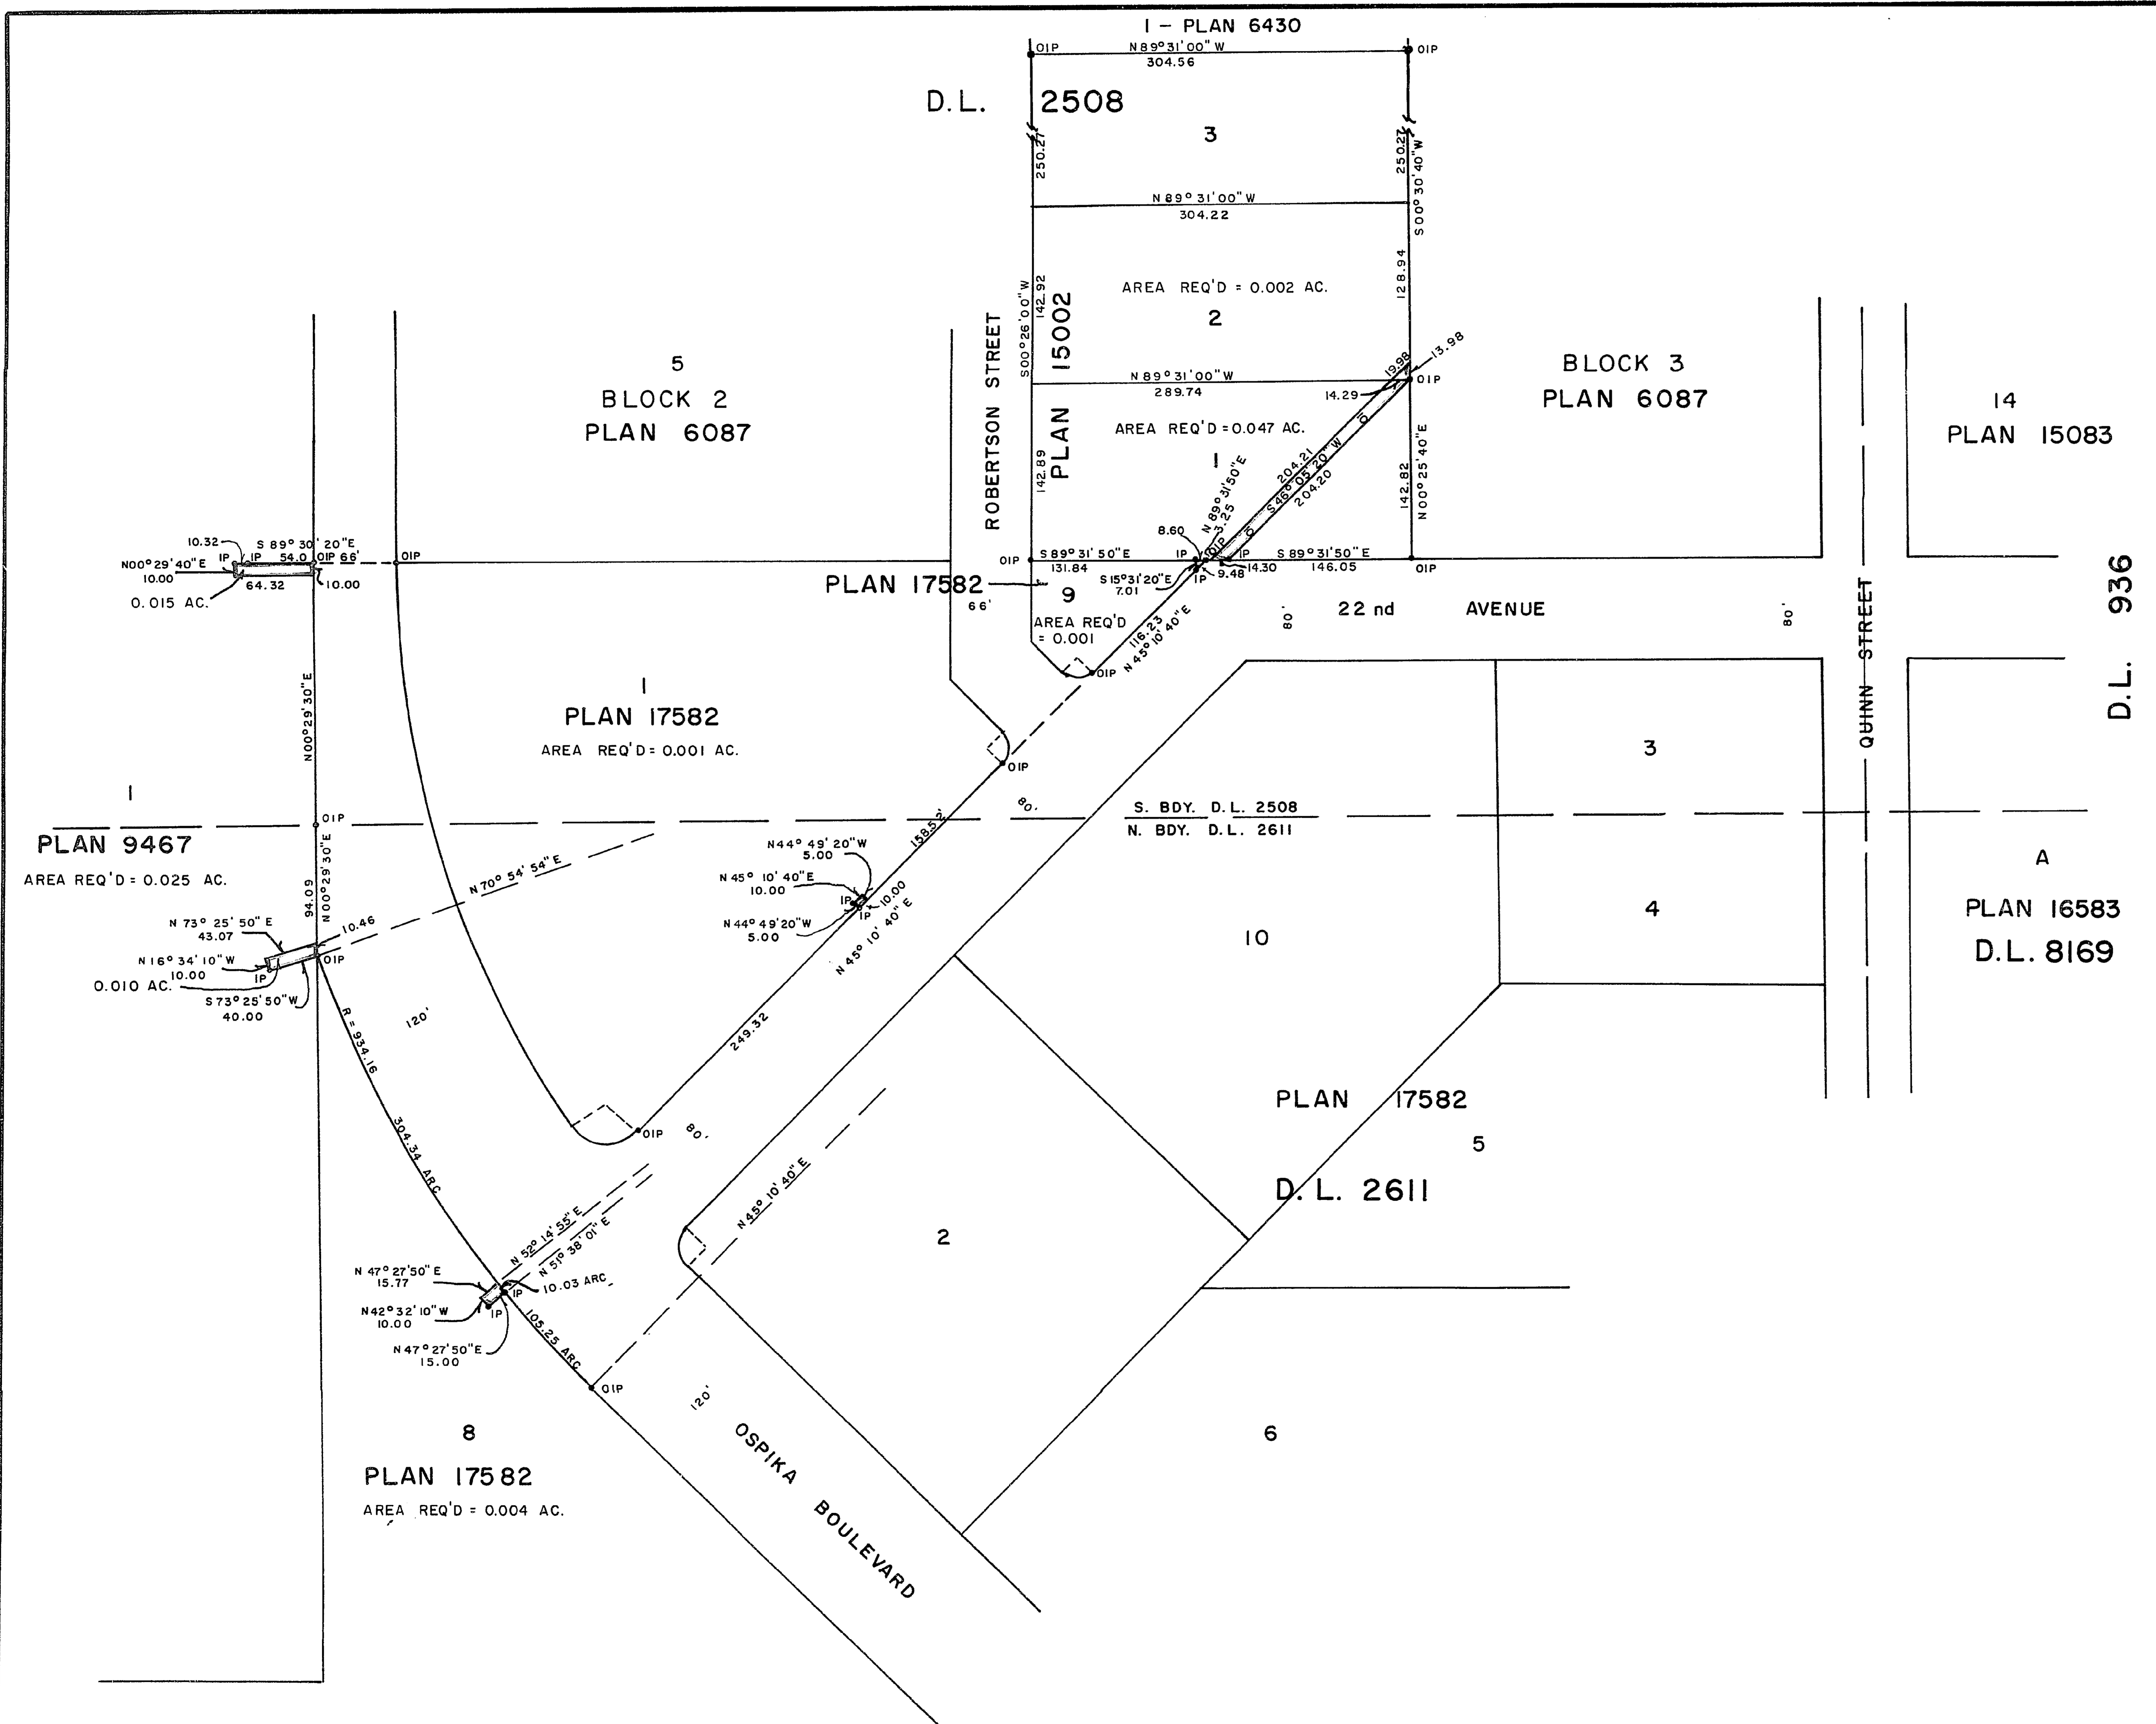 1 - PLAN 6430
OIP
N 89° 31' 00" W
304.56
OIP
D.L. 2508
3
250.27
250.27
S 00° 30' 40" W
N 89° 31' 00" W
304.22
128.94
AREA REQ'D = 0.002 AC.
2
142.92
S 00° 26' 00" W
PLAN 15002
ROBERTSON STREET
N 89° 31' 00" W
289.74
19.98
13.98
14.29
OIP
AREA REQ'D = 0.047 AC.
1
142.89
204.21
S 46° 05' 20" W
204.20
10'
10'
142.82
N 00° 25' 40" E
N 89° 31' 50" E
3.25
8.60
OIP
S 89° 31' 50" E
131.84
IP
OIP
IP
S 89° 31' 50" E
14.30
146.05
OIP
S 15° 31' 20" E
7.01
IP
9.48
BLOCK 3
PLAN 6087
14
PLAN 15083
5
BLOCK 2
PLAN 6087
10.32
S 89° 30' 20" E
IP
IP
54.0
OIP
66'
OIP
N 00° 29' 40" E
10.00
64.32
10.00
0.015 AC.
PLAN 17582
66'
9
AREA REQ'D
= 0.001
116.23
N 45° 10' 40" E
OIP
80'
22 nd AVENUE
80'
QUINN STREET
D.L. 936
N 00° 29' 30" E
1
PLAN 17582
AREA REQ'D = 0.001 AC.
OIP
3
1
PLAN 9467
AREA REQ'D = 0.025 AC.
OIP
80'
S. BDY. D.L. 2508
N. BDY. D.L. 2611
158.52'
94.09
N 00° 29' 30" E
N 70° 54' 54" E
N 44° 49' 20" W
5.00
N 45° 10' 40" E
10.00
IP
IP
10.00
N 45° 10' 40" E
N 44° 49' 20" W
5.00
A
PLAN 16583
D.L. 8169
4
10
N 73° 25' 50" E
43.07
10.46
N 16° 34' 10" W
10.00
IP
OIP
0.010 AC.
S 73° 25' 50" W
40.00
R = 934.16
120'
249.32
304.34 ARC
OIP
80'
PLAN 17582
5
D.L. 2611
N 45° 10' 40" E
2
N 52° 14' 55" E
N 51° 38' 01" E
N 47° 27' 50" E
15.77
10.03 ARC
IP
N 42° 32' 10" W
10.00
IP
N 47° 27' 50" E
15.00
105.25 ARC
OIP
120'
OSPIKA BOULEVARD
8
PLAN 17582
AREA REQ'D = 0.004 AC.
6